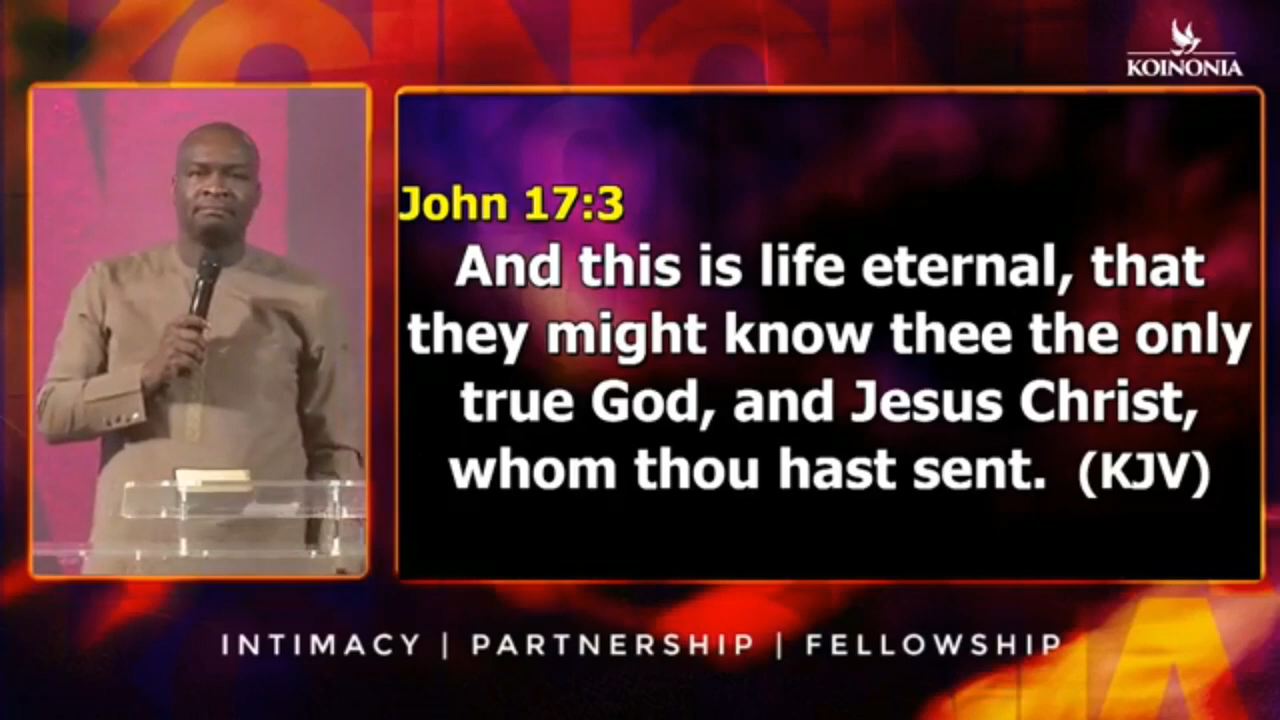 KOINONIA
John 17:3
And this is life eternal, that
they might know thee the only
true God, and Jesus Christ,
whom thou hast sent. (KJV)
INTIMACY | PARTNERSHIP | FELLOWSHIP